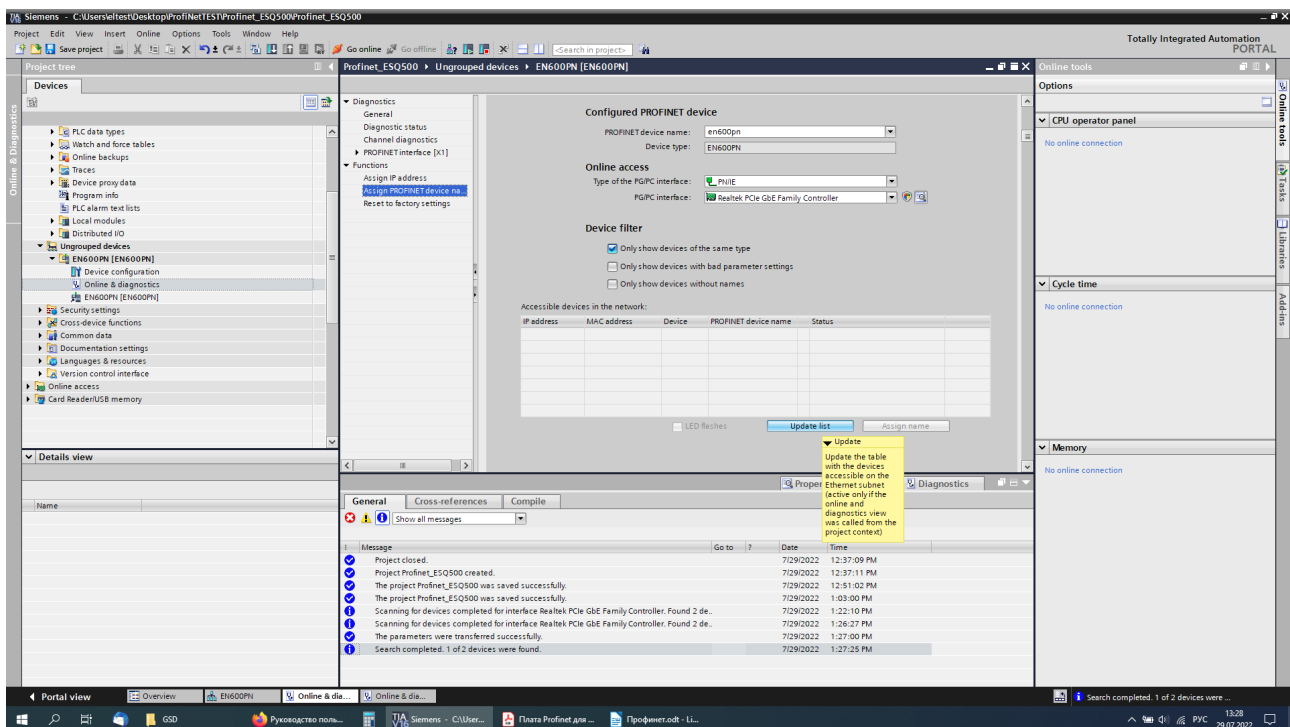 Siemens - C:\Users\eltest\Desktop\ProfiNetTEST\Profinet_ESQ500\Profinet_ESQ500
Project Edit View Insert Online Options Tools Window Help
Totally Integrated Automation
PORTAL
Save project
Go online
Go offline
<Search in project>
Project tree
Profinet_ESQ500 Ungrouped devices EN600PN [EN600PN]
Online tools
Devices
Options
Online & Diagnostics
PLC data types
Watch and force tables
Online backups
Traces
Device proxy data
Program info
PLC alarm text lists
Local modules
Distributed I/O
Ungrouped devices
EN600PN [EN600PN]
Device configuration
Online & diagnostics
EN600PN [EN600PN]
Security settings
Cross-device functions
Common data
Documentation settings
Languages & resources
Version control interface
Online access
Card Reader/USB memory
Details view
Name
Diagnostics
General
Diagnostic status
Channel diagnostics
PROFINET interface [X1]
Functions
Assign IP address
Assign PROFINET device na...
Reset to factory settings
Configured PROFINET device
PROFINET device name: en600pn
Device type: EN600PN
Online access
Type of the PG/PC interface: PN/IE
PG/PC interface: Realtek PCIe GbE Family Controller
Device filter
Only show devices of the same type
Only show devices with bad parameter settings
Only show devices without names
Accessible devices in the network:
IP address MAC address Device PROFINET device name Status
LED flashes Update list Assign name
Update
Update the table
with the devices
accessible on the
Ethernet subnet
(active only if the
online and
diagnostics view
was called from the
project context)
Proper
Diagnostics
General Cross-references Compile
Show all messages
! Message Go to ? Date Time
Project closed. 7/29/2022 12:37:09 PM
Project Profinet_ESQ500 created. 7/29/2022 12:37:11 PM
The project Profinet_ESQ500 was saved successfully. 7/29/2022 12:51:02 PM
The project Profinet_ESQ500 was saved successfully. 7/29/2022 1:03:00 PM
Scanning for devices completed for interface Realtek PCIe GbE Family Controller. Found 2 de.. 7/29/2022 1:22:10 PM
Scanning for devices completed for interface Realtek PCIe GbE Family Controller. Found 2 de.. 7/29/2022 1:26:27 PM
The parameters were transferred successfully. 7/29/2022 1:27:00 PM
Search completed. 1 of 2 devices were found. 7/29/2022 1:27:25 PM
CPU operator panel
No online connection
Cycle time
No online connection
Memory
No online connection
Online tools
Tasks
Libraries
Add-ins
Portal view
Overview
EN600PN
Online & dia...
Online & dia...
Search completed. 1 of 2 devices were ...
GSD
Руководство поль...
Siemens - C:\User...
Плата Profinet для ...
Профинет.odt - Li...
РУС
13:28
29.07.2022